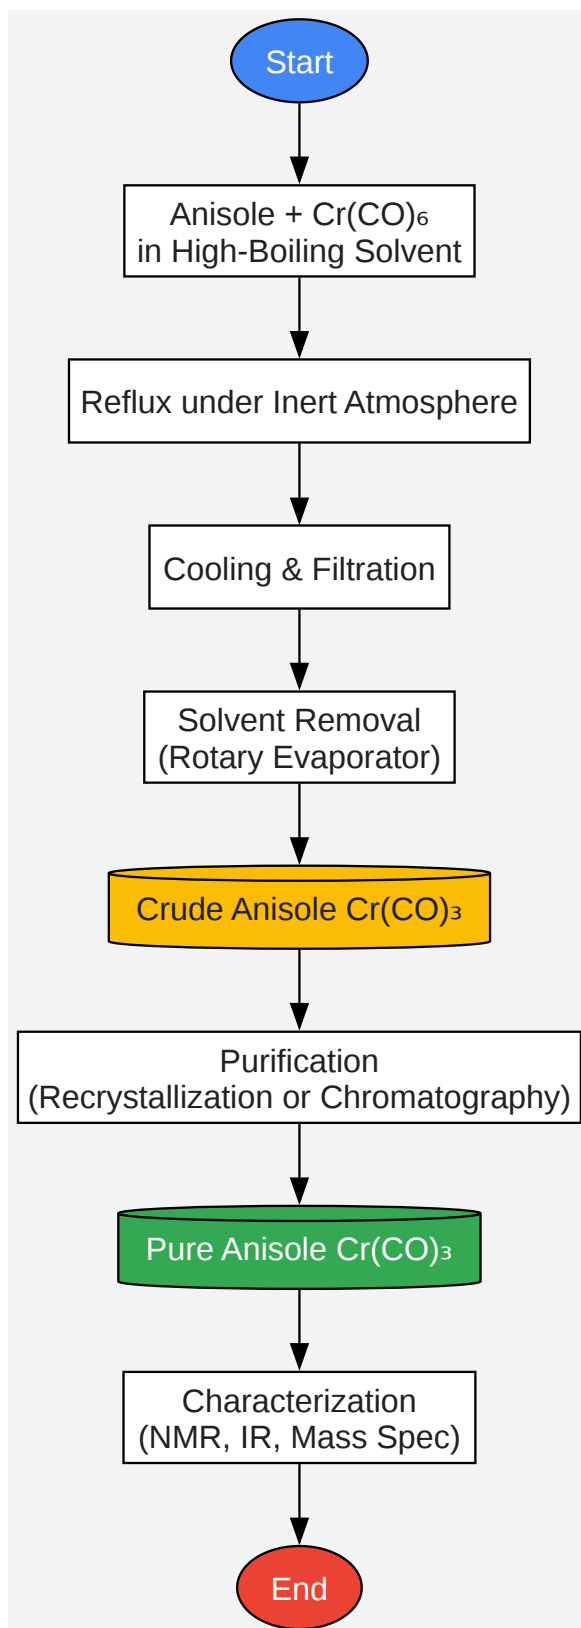 Start
Anisole + Cr(CO)₆
in High-Boiling Solvent
Reflux under Inert Atmosphere
Cooling & Filtration
Solvent Removal
(Rotary Evaporator)
Crude Anisole Cr(CO)₃
Purification
(Recrystallization or Chromatography)
Pure Anisole Cr(CO)₃
Characterization
(NMR, IR, Mass Spec)
End